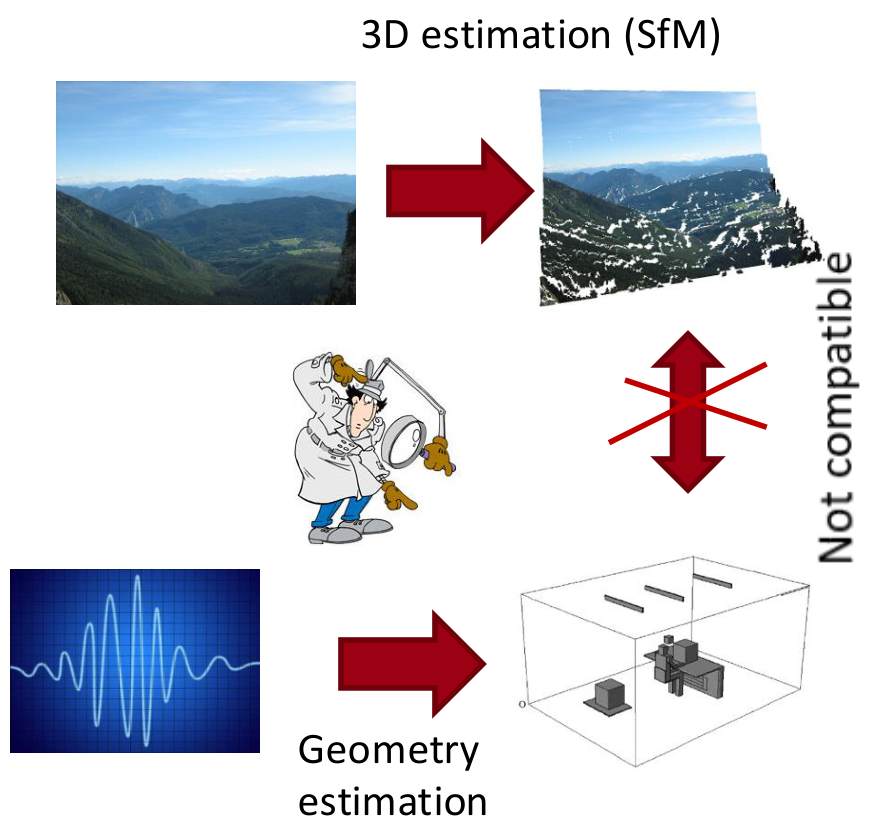 3D estimation (SfM)
Not compatible
O
Geometry
estimation